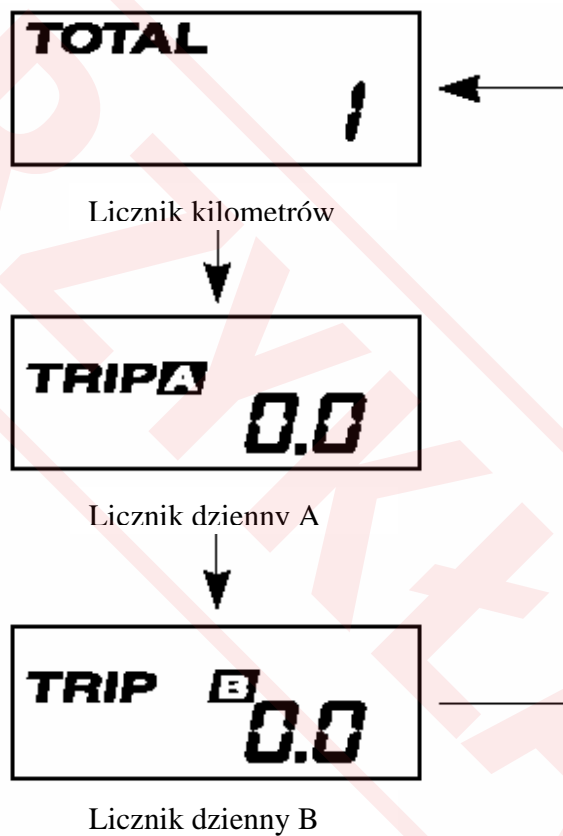 TOTAL
1
Licznik kilometrów
TRIP A
0.0
Licznik dzienny A
TRIP B
0.0
Licznik dzienny B